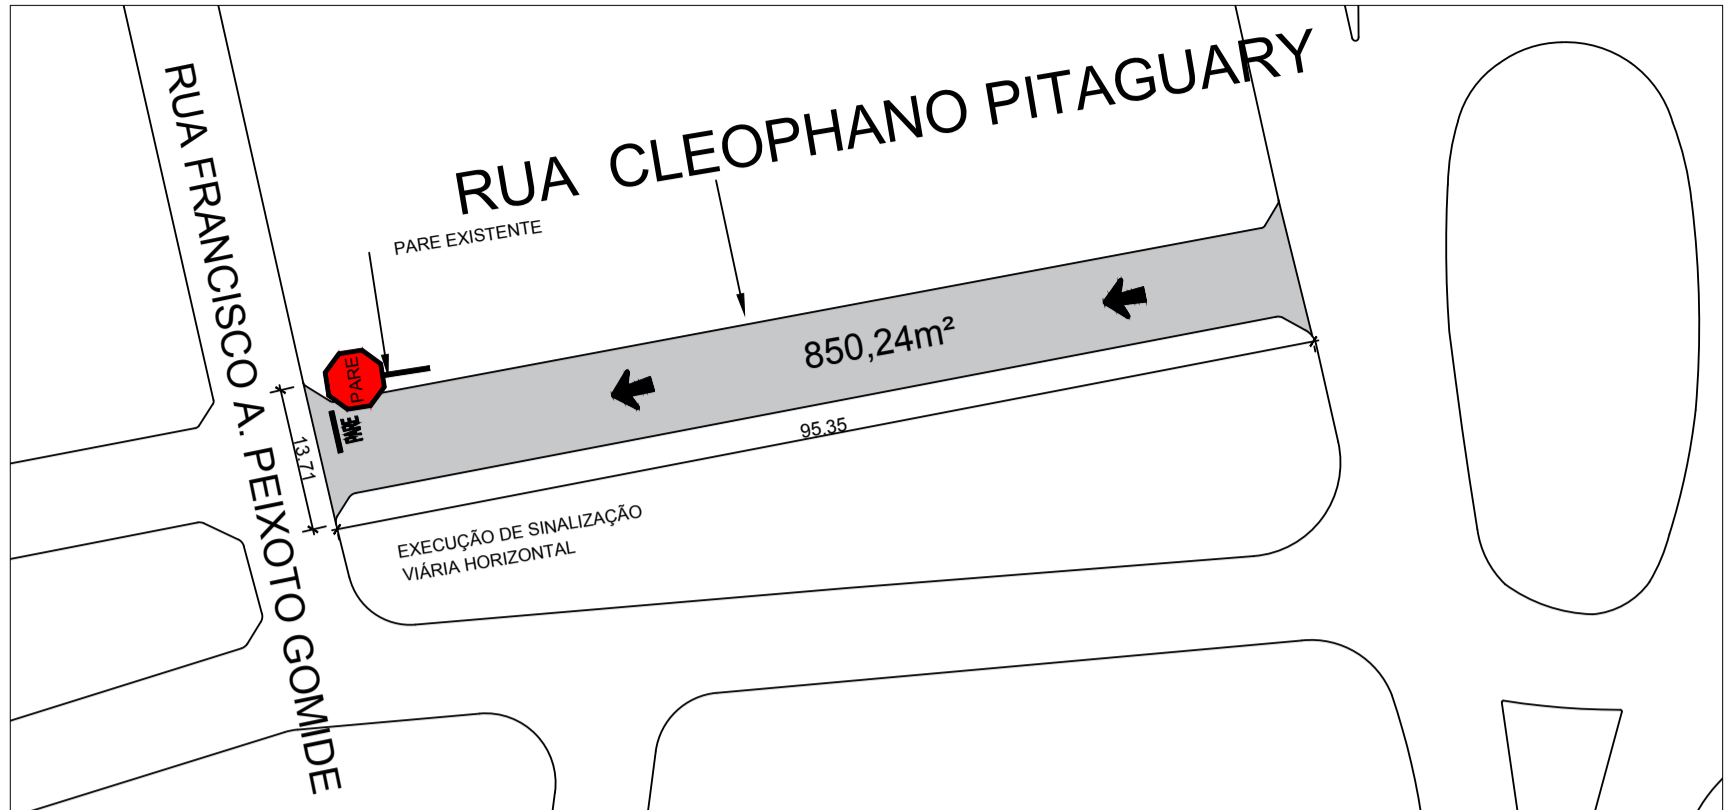 RUA CLEOPHANO PITAGUARY
RUA FRANCISCO A. PEIXOTO GOMIDE
PARE EXISTENTE
PARE
PARE
850,24m²
95.35
13.71
EXECUÇÃO DE SINALIZAÇÃO
VIÁRIA HORIZONTAL